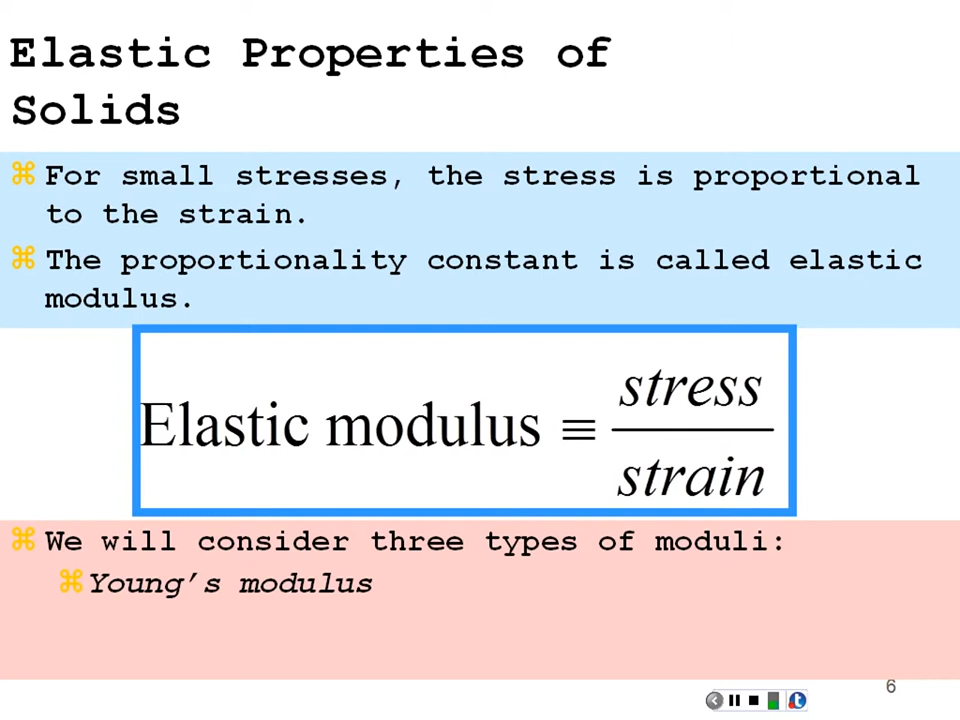 Elastic Properties of
Solids
⌘ For small stresses, the stress is proportional
to the strain.
⌘ The proportionality constant is called elastic
modulus.
Elastic modulus ≡ stress/strain
⌘ We will consider three types of moduli:
⌘ Young’s modulus
6